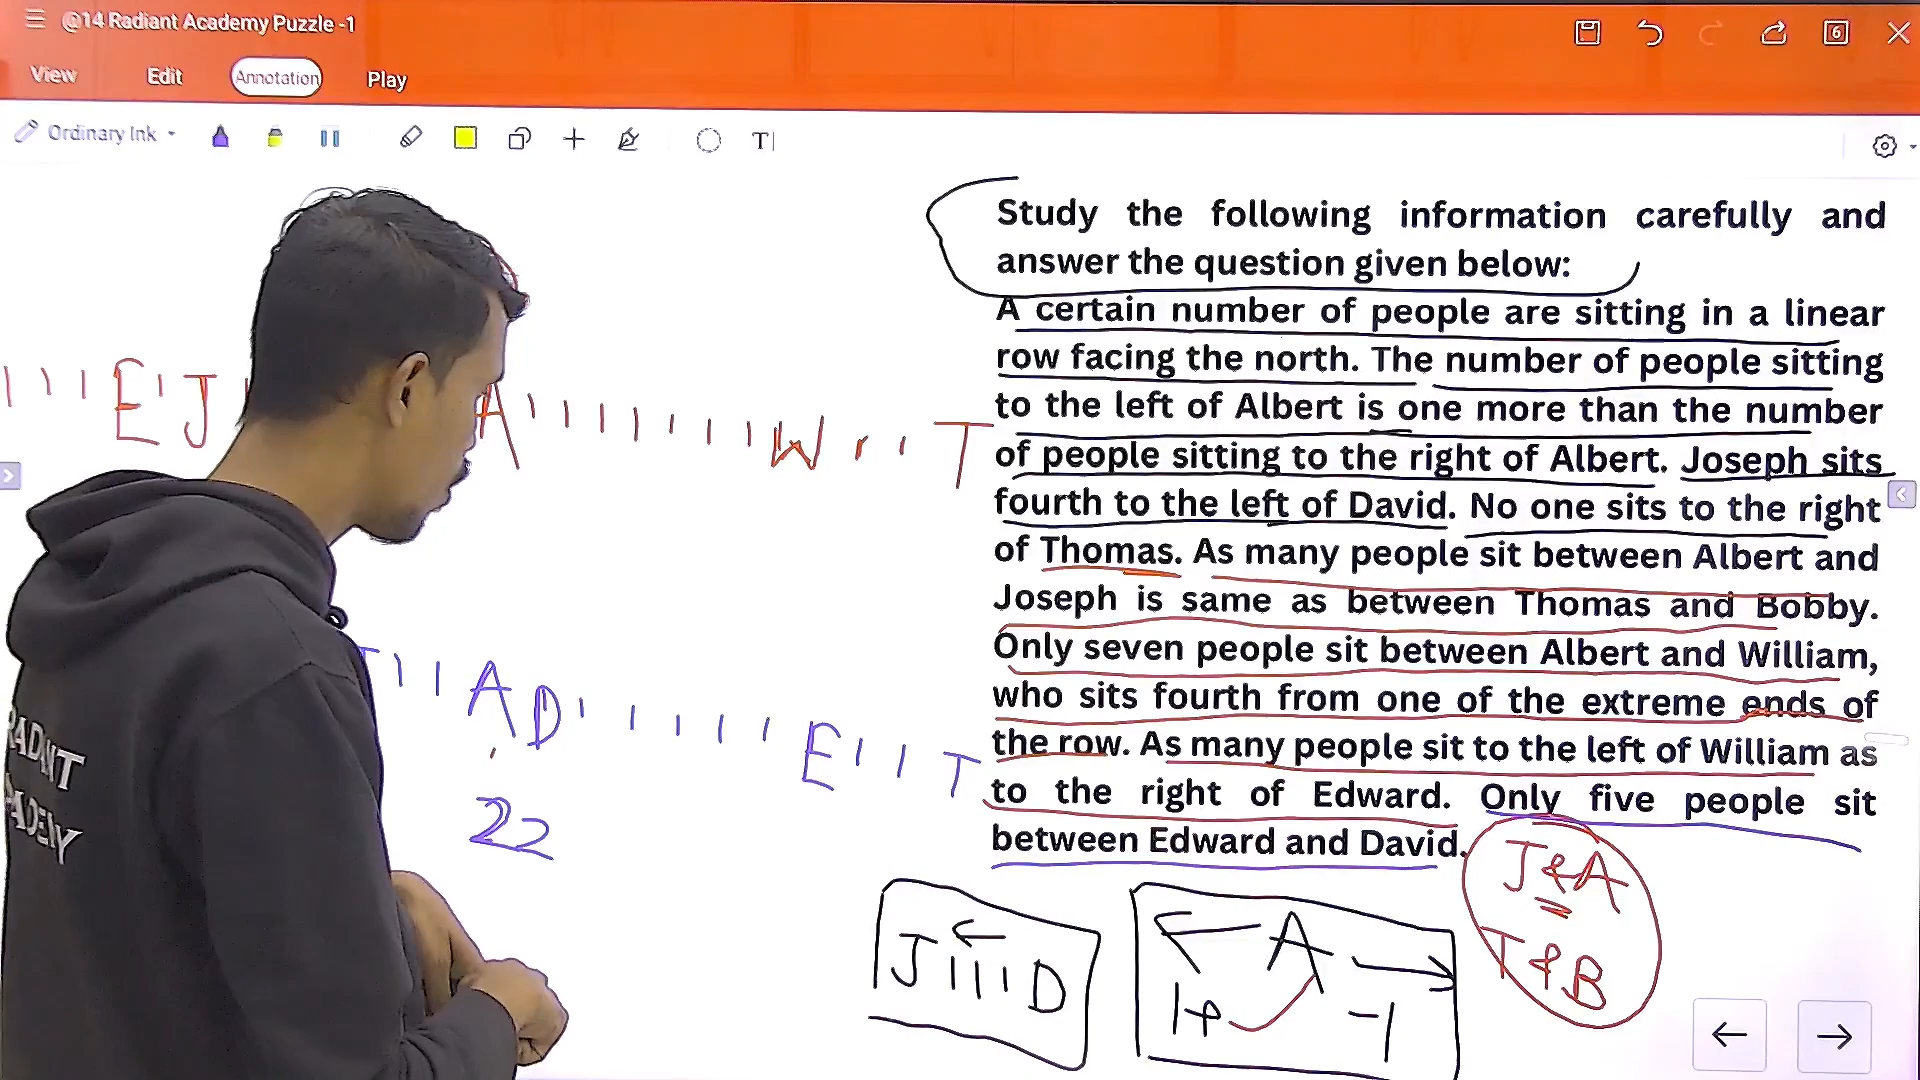 @14 Radiant Academy Puzzle -1
6
View Edit Annotation Play
Ordinary Ink
T|
Study the following information carefully and
answer the question given below:
A certain number of people are sitting in a linear
row facing the north. The number of people sitting
to the left of Albert is one more than the number
of people sitting to the right of Albert. Joseph sits
fourth to the left of David. No one sits to the right
of Thomas. As many people sit between Albert and
Joseph is same as between Thomas and Bobby.
Only seven people sit between Albert and William,
who sits fourth from one of the extreme ends of
the row. As many people sit to the left of William as
to the right of Edward. Only five people sit
between Edward and David.
E J A W T
A D E T
22
J D
A
1+ -1
J & A
T & B
RADIANT